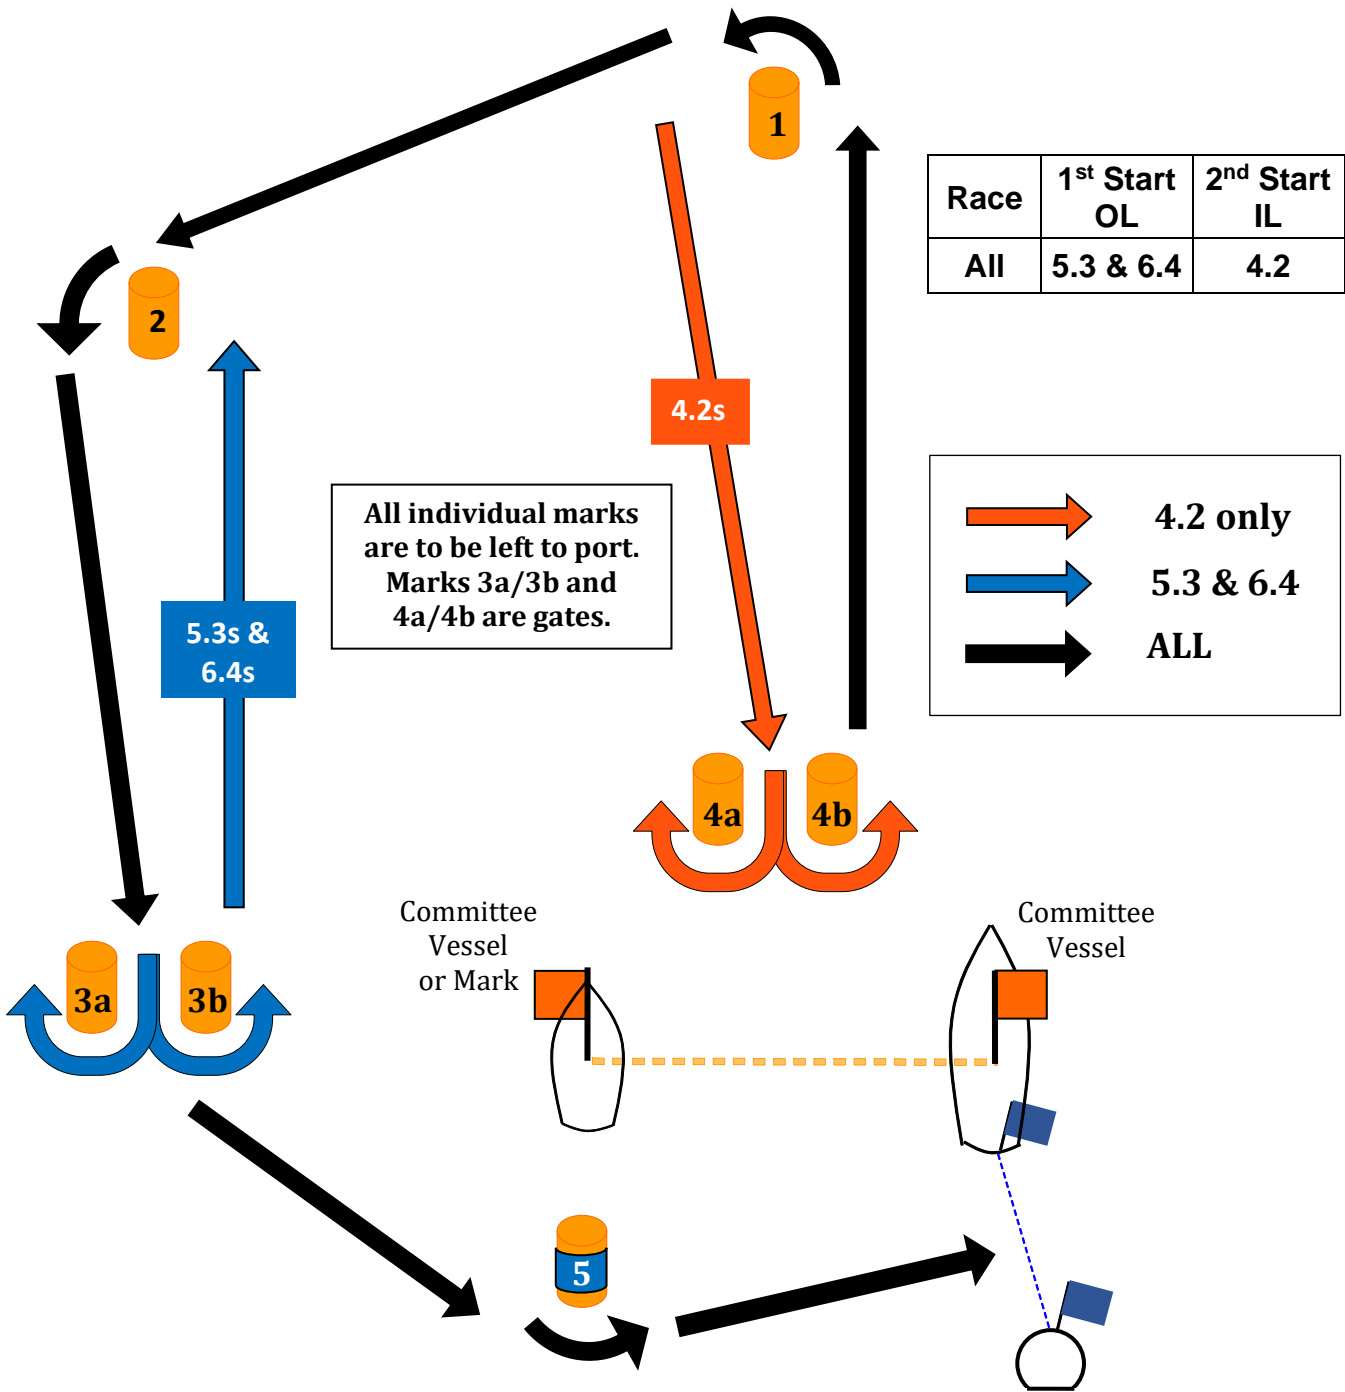 1
Race
1st Start
OL
2nd Start
IL
All
5.3 & 6.4
4.2
2
4.2s
All individual marks
are to be left to port.
Marks 3a/3b and
4a/4b are gates.
4.2 only
5.3 & 6.4
ALL
5.3s &
6.4s
4a
4b
Committee
Vessel
or Mark
Committee
Vessel
3a
3b
5